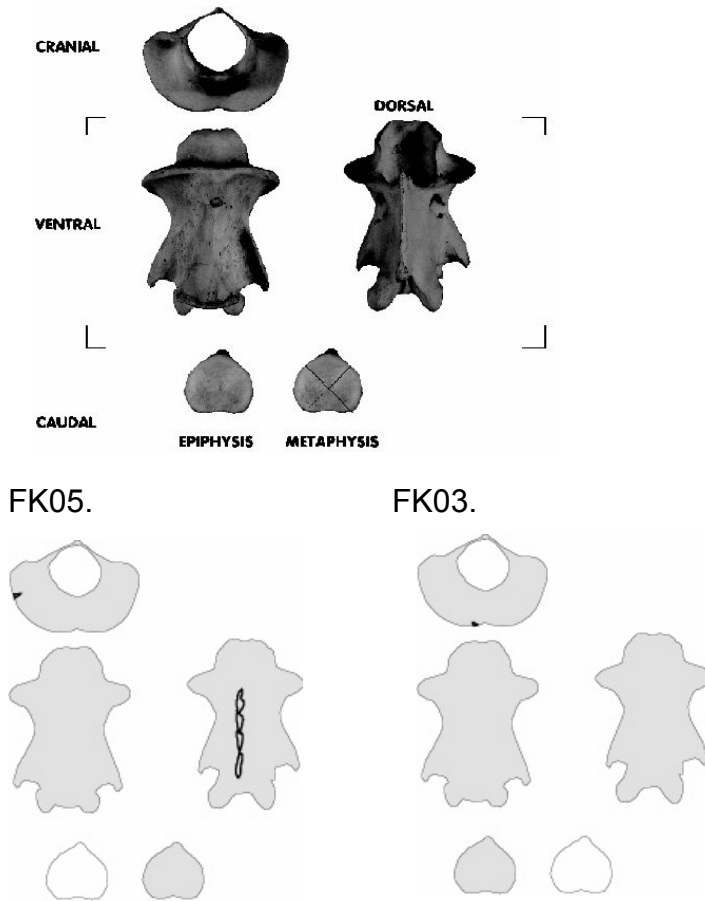 CRANIAL
DORSAL
VENTRAL
CAUDAL
EPIPHYSIS METAPHYSIS
FK05. FK03.